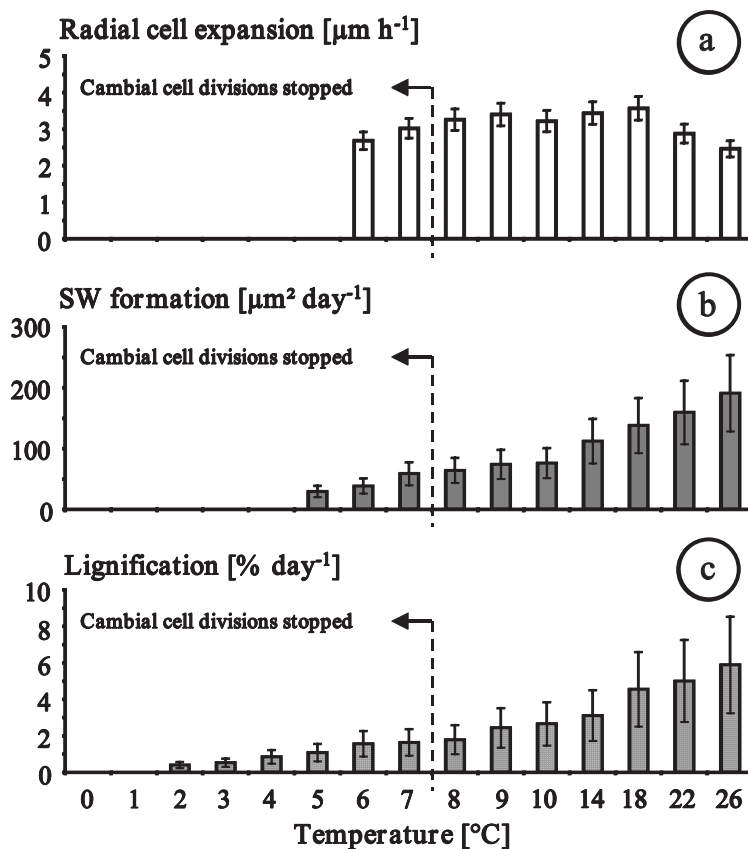 Radial cell expansion [µm h⁻¹]
a
5
4
3
2
1
0
Cambial cell divisions stopped
SW formation [µm² day⁻¹]
b
300
200
100
0
Cambial cell divisions stopped
Lignification [% day⁻¹]
c
10
8
6
4
2
0
Cambial cell divisions stopped
0 1 2 3 4 5 6 7 8 9 10 14 18 22 26
Temperature [°C]